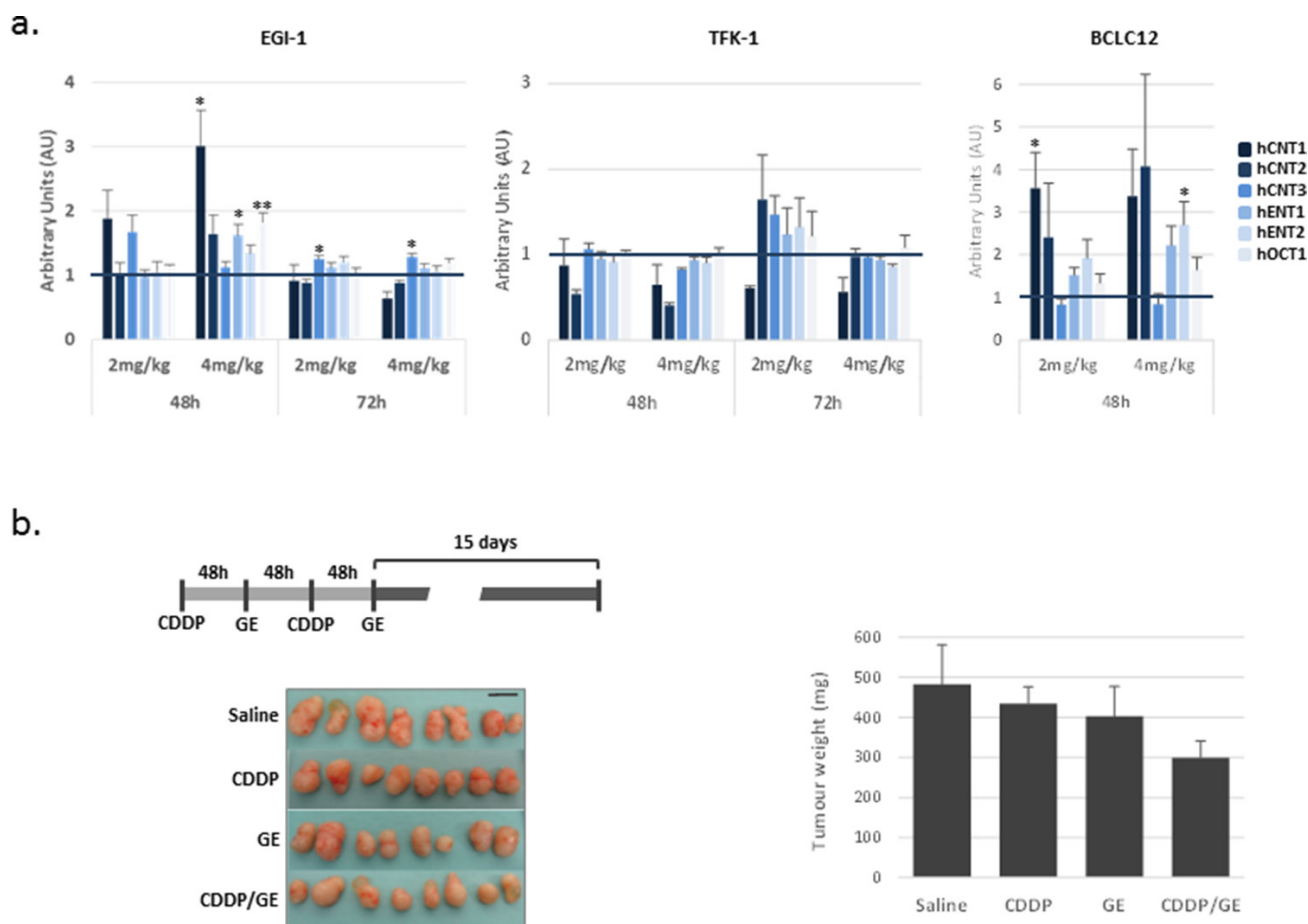 a.
EGI-1
TFK-1
BCLC12
Arbitrary Units (AU)
4
3
2
1
0
*
*
**
*
*
2mg/kg 4mg/kg 2mg/kg 4mg/kg
48h 72h
Arbitrary Units (AU)
3
2
1
0
2mg/kg 4mg/kg 2mg/kg 4mg/kg
48h 72h
Arbitrary Units (AU)
6
5
4
3
2
1
0
*
*
2mg/kg 4mg/kg
48h
hCNT1
hCNT2
hCNT3
hENT1
hENT2
hOCT1
b.
15 days
48h 48h 48h
CDDP GE CDDP GE
Saline
CDDP
GE
CDDP/GE
Tumour weight (mg)
600
500
400
300
200
100
0
Saline CDDP GE CDDP/GE